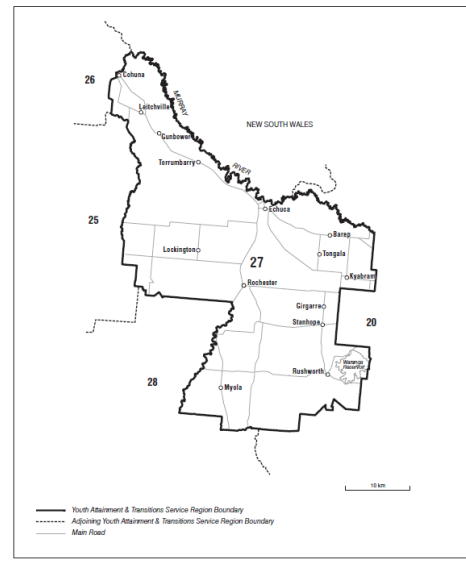 26
Cohuna
Leitchville
MURRAY
Gunbower
NEW SOUTH WALES
Torrumbarry
RIVER
Echuca
25
Barep
Lockington
Tongala
27
Kyabram
Rochester
Girgarre
Stanhope
20
Waranga
Reservoir
Rushworth
28
Myola
10 km
Youth Attainment & Transitions Service Region Boundary
Adjoining Youth Attainment & Transitions Service Region Boundary
Main Road